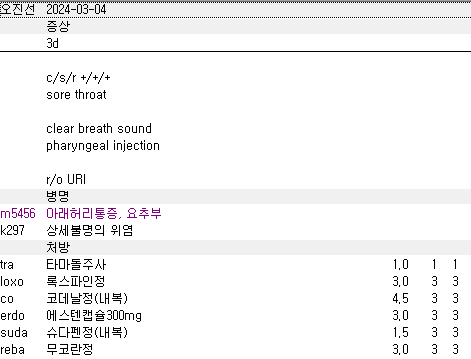 오진선 2024-03-04
증상
3d
c/s/r +/+/+
sore throat
clear breath sound
pharyngeal injection
r/o URI
병명
m5456 아래허리통증, 요추부
k297 상세불명의 위염
처방
tra 타마돌주사 1.0 1 1
loxo 록스파인정 3.0 3 3
co 코데날정(내복) 4.5 3 3
erdo 에스텐캡슐300mg 3.0 3 3
suda 슈다펜정(내복) 1.5 3 3
reba 무코란정 3.0 3 3